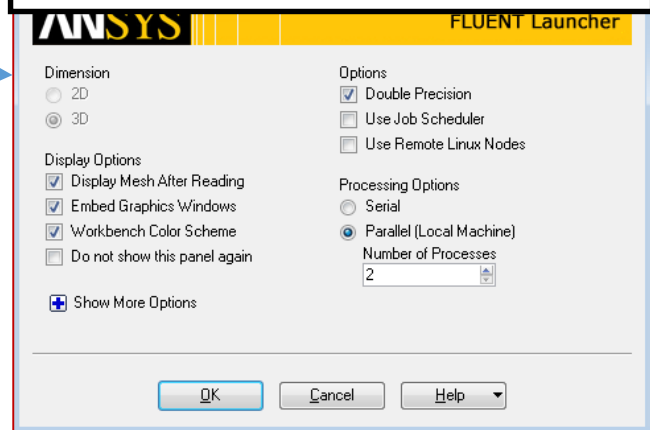 ANSYS
FLUENT Launcher
Dimension
2D
3D
Display Options
Display Mesh After Reading
Embed Graphics Windows
Workbench Color Scheme
Do not show this panel again
Show More Options
Options
Double Precision
Use Job Scheduler
Use Remote Linux Nodes
Processing Options
Serial
Parallel (Local Machine)
Number of Processes
2
OK
Cancel
Help